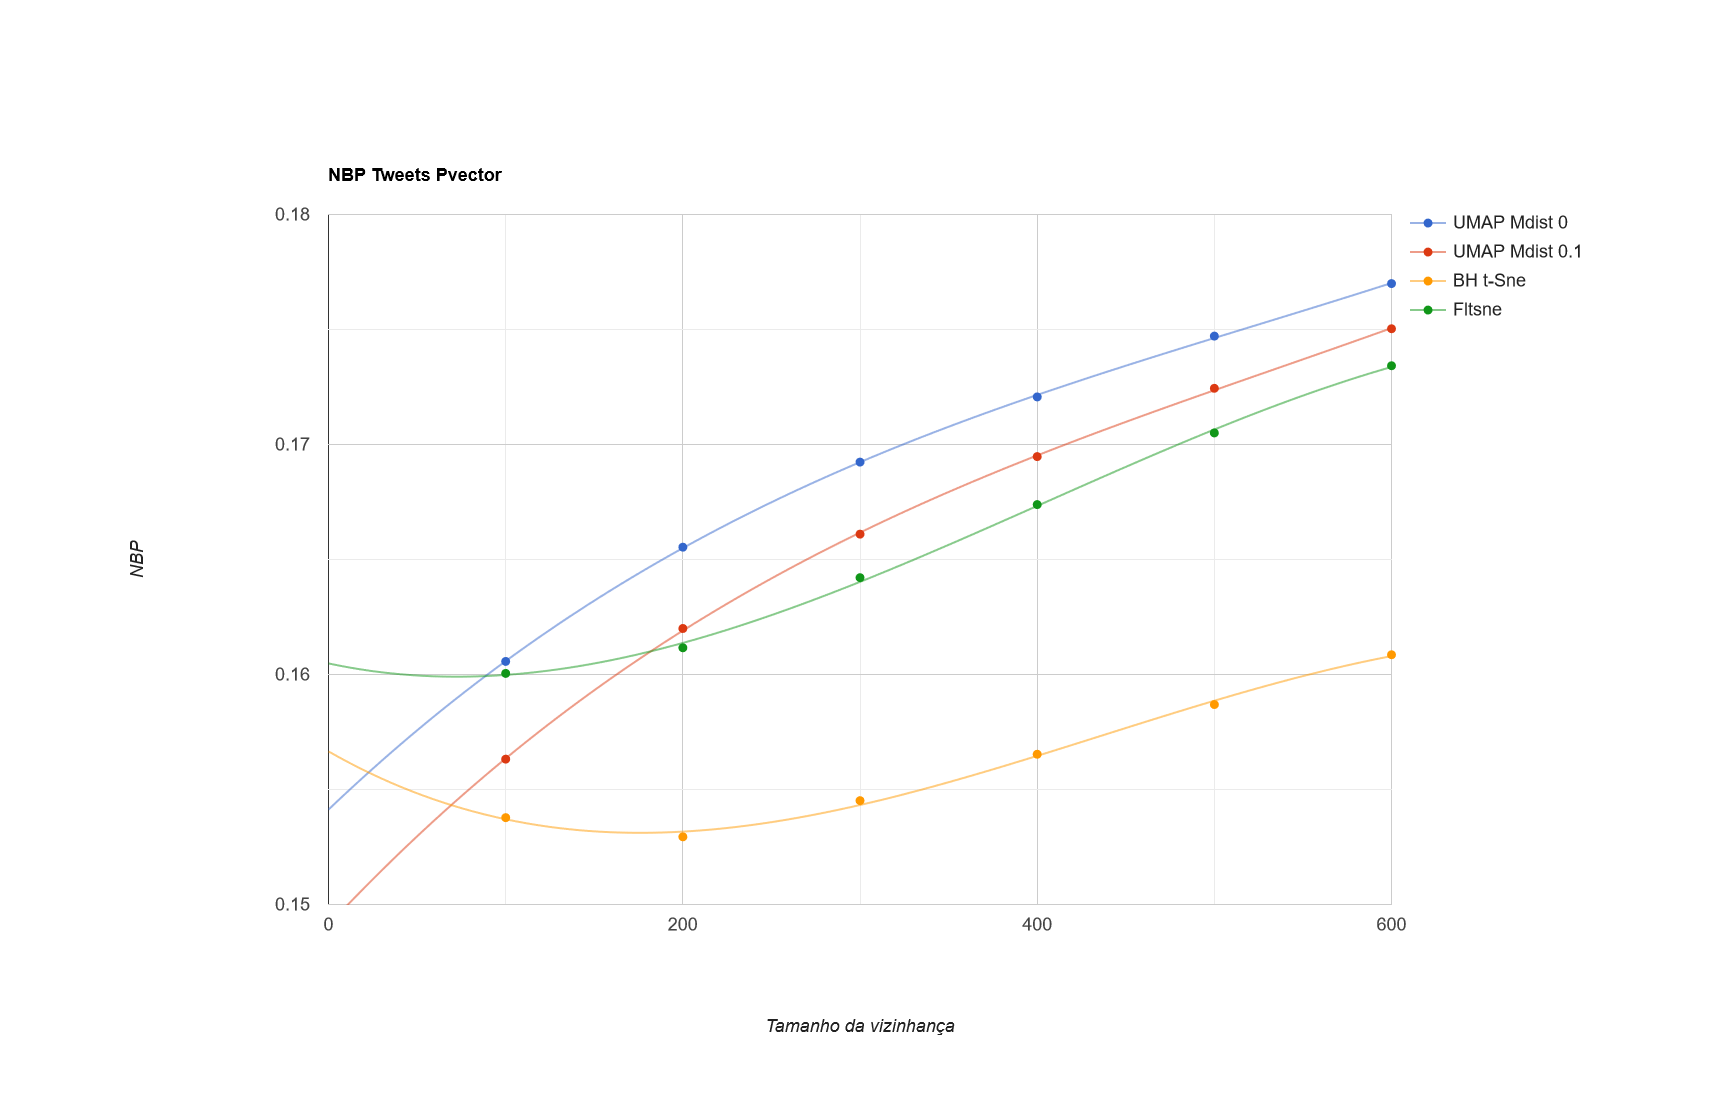 NBP Tweets Pvector
0.18
0.17
0.16
0.15
NBP
0 200 400 600
Tamanho da vizinhança
UMAP Mdist 0
UMAP Mdist 0.1
BH t-Sne
FItsne